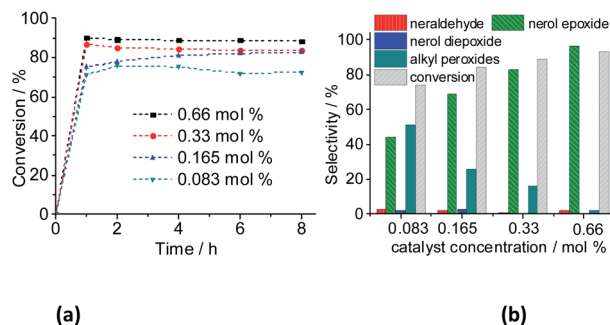 (a)
100
80
60
40
20
0
Conversion / %
0.66 mol %
0.33 mol %
0.165 mol %
0.083 mol %
0 2 4 6 8
Time / h
(b)
neraldehyde nerol epoxide
nerol diepoxide
alkyl peroxides
conversion
100
80
60
40
20
0
Selectivity / %
0.083 0.165 0.33 0.66
catalyst concentration / mol %
(a) (b)